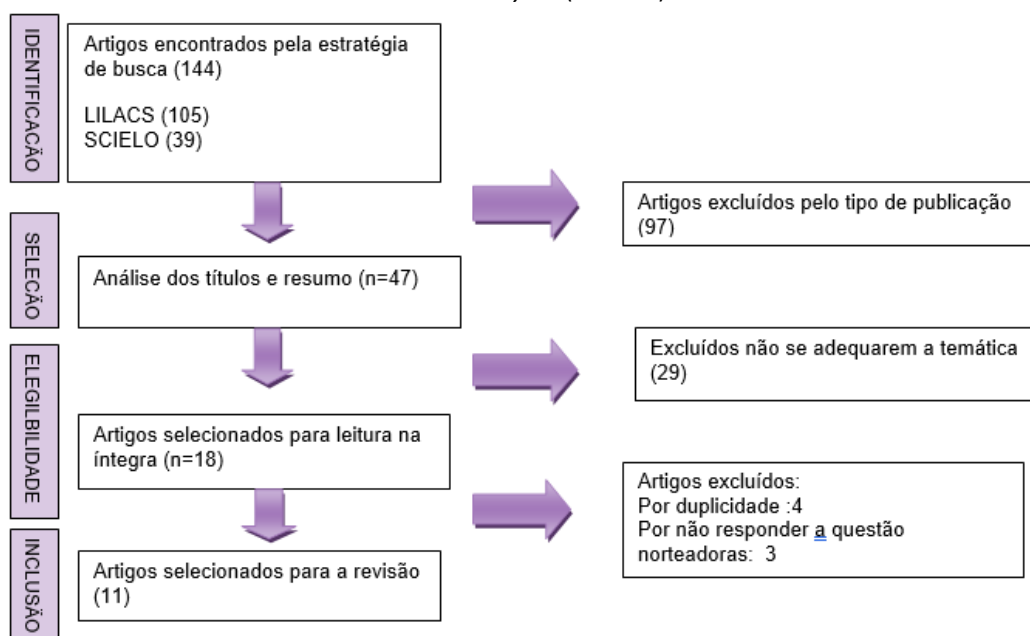 IDENTIFICAÇÃO
Artigos encontrados pela estratégia
de busca (144)
LILACS (105)
SCIELO (39)
Artigos excluídos pelo tipo de publicação
(97)
SELEÇÃO
Análise dos títulos e resumo (n=47)
Excluídos não se adequarem a temática
(29)
ELEGILBILIDADE
Artigos selecionados para leitura na
íntegra (n=18)
Artigos excluídos:
Por duplicidade :4
Por não responder a questão
norteadoras: 3
INCLUSÃO
Artigos selecionados para a revisão
(11)